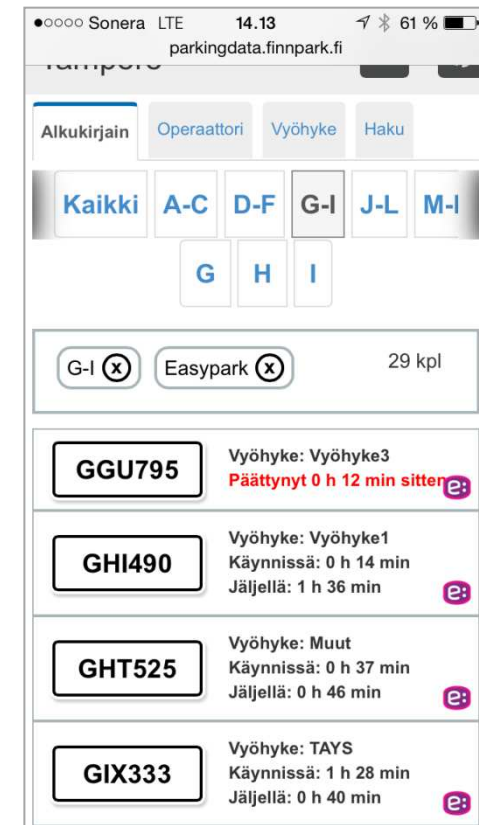 Sonera LTE 14.13 61 %
parkingdata.finnpark.fi
Alkukirjain Operaattori Vyöhyke Haku
Kaikki A-C D-F G-I J-L
G H I
G-I x Easypark x 29 kpl
GGU795
Vyöhyke: Vyöhyke3
Päättynyt 0 h 12 min sitten
e:
GHI490
Vyöhyke: Vyöhyke1
Käynnissä: 0 h 14 min
Jäljellä: 1 h 36 min
e:
GHT525
Vyöhyke: Muut
Käynnissä: 0 h 37 min
Jäljellä: 0 h 46 min
e:
GIX333
Vyöhyke: TAYS
Käynnissä: 1 h 28 min
Jäljellä: 0 h 40 min
e: